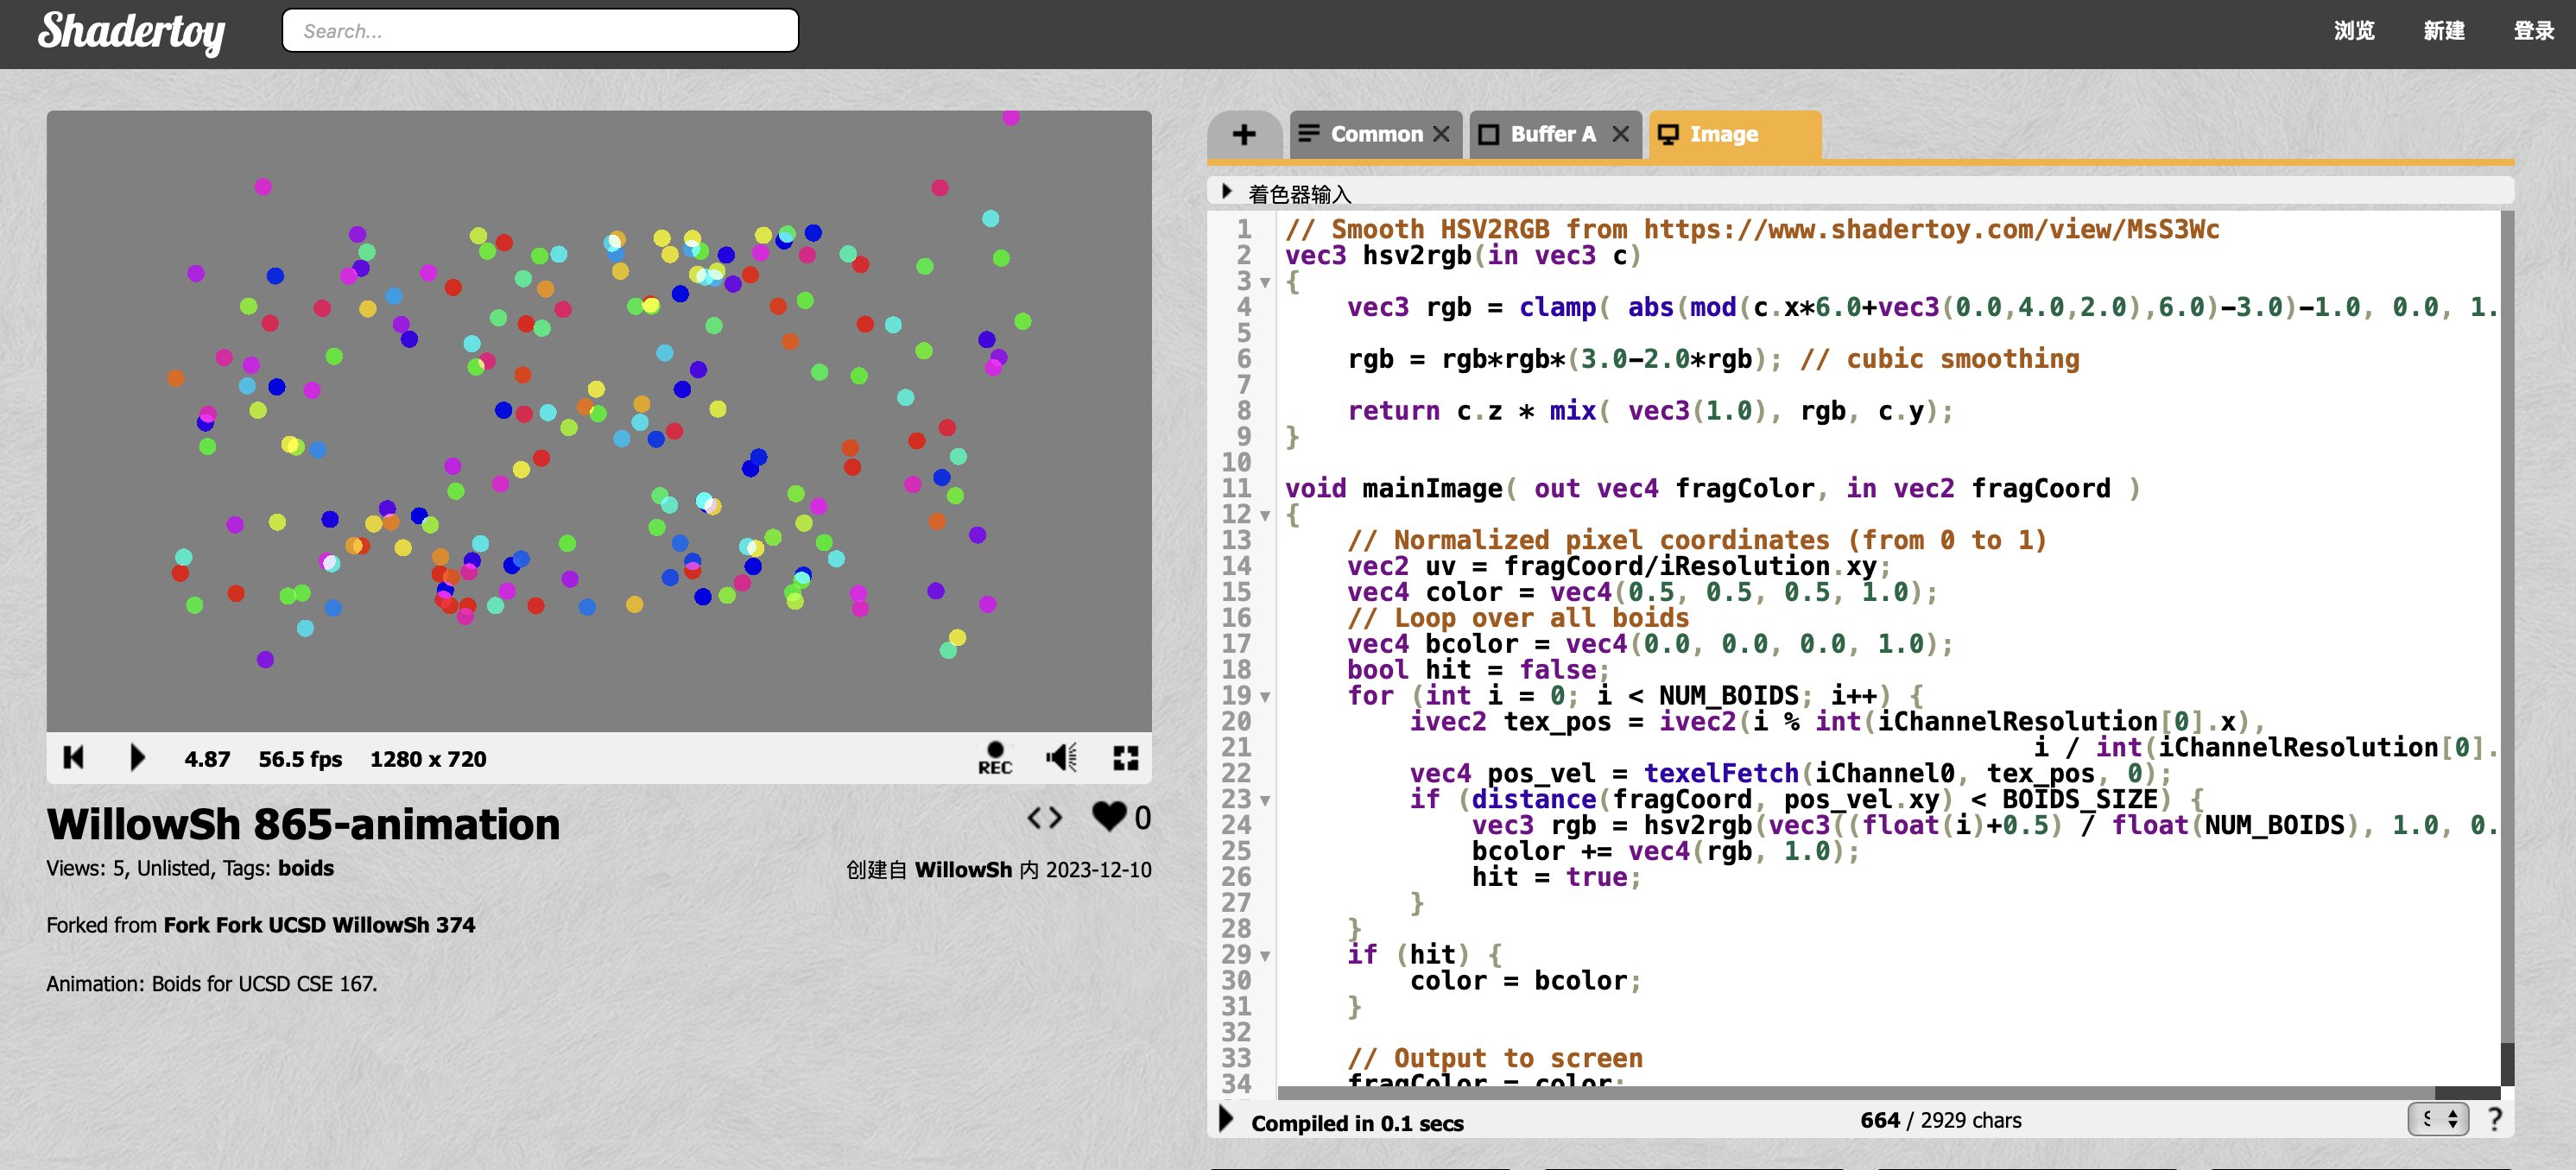 Shadertoy
Search...
浏览 新建 登录
+ Common Buffer A Image
着色器输入
1 // Smooth HSV2RGB from https://www.shadertoy.com/view/MsS3Wc
2 vec3 hsv2rgb(in vec3 c)
3 {
4 vec3 rgb = clamp( abs(mod(c.x*6.0+vec3(0.0,4.0,2.0),6.0)-3.0)-1.0, 0.0, 1.
5
6 rgb = rgb*rgb*(3.0-2.0*rgb); // cubic smoothing
7
8 return c.z * mix( vec3(1.0), rgb, c.y);
9 }
10
11 void mainImage( out vec4 fragColor, in vec2 fragCoord )
12 {
13 // Normalized pixel coordinates (from 0 to 1)
14 vec2 uv = fragCoord/iResolution.xy;
15 vec4 color = vec4(0.5, 0.5, 0.5, 1.0);
16 // Loop over all boids
17 vec4 bcolor = vec4(0.0, 0.0, 0.0, 1.0);
18 bool hit = false;
19 for (int i = 0; i < NUM_BOIDS; i++) {
20 ivec2 tex_pos = ivec2(i % int(iChannelResolution[0].x),
21 i / int(iChannelResolution[0].
22 vec4 pos_vel = texelFetch(iChannel0, tex_pos, 0);
23 if (distance(fragCoord, pos_vel.xy) < BOIDS_SIZE) {
24 vec3 rgb = hsv2rgb(vec3((float(i)+0.5) / float(NUM_BOIDS), 1.0, 0.
25 bcolor += vec4(rgb, 1.0);
26 hit = true;
27 }
28 }
29 if (hit) {
30 color = bcolor;
31 }
32
33 // Output to screen
34 fragColor = color;
Compiled in 0.1 secs
664 / 2929 chars
S
?
4.87 56.5 fps 1280 x 720
REC
WillowSh 865-animation
0
Views: 5, Unlisted, Tags: boids
创建自 WillowSh 内 2023-12-10
Forked from Fork Fork UCSD WillowSh 374
Animation: Boids for UCSD CSE 167.